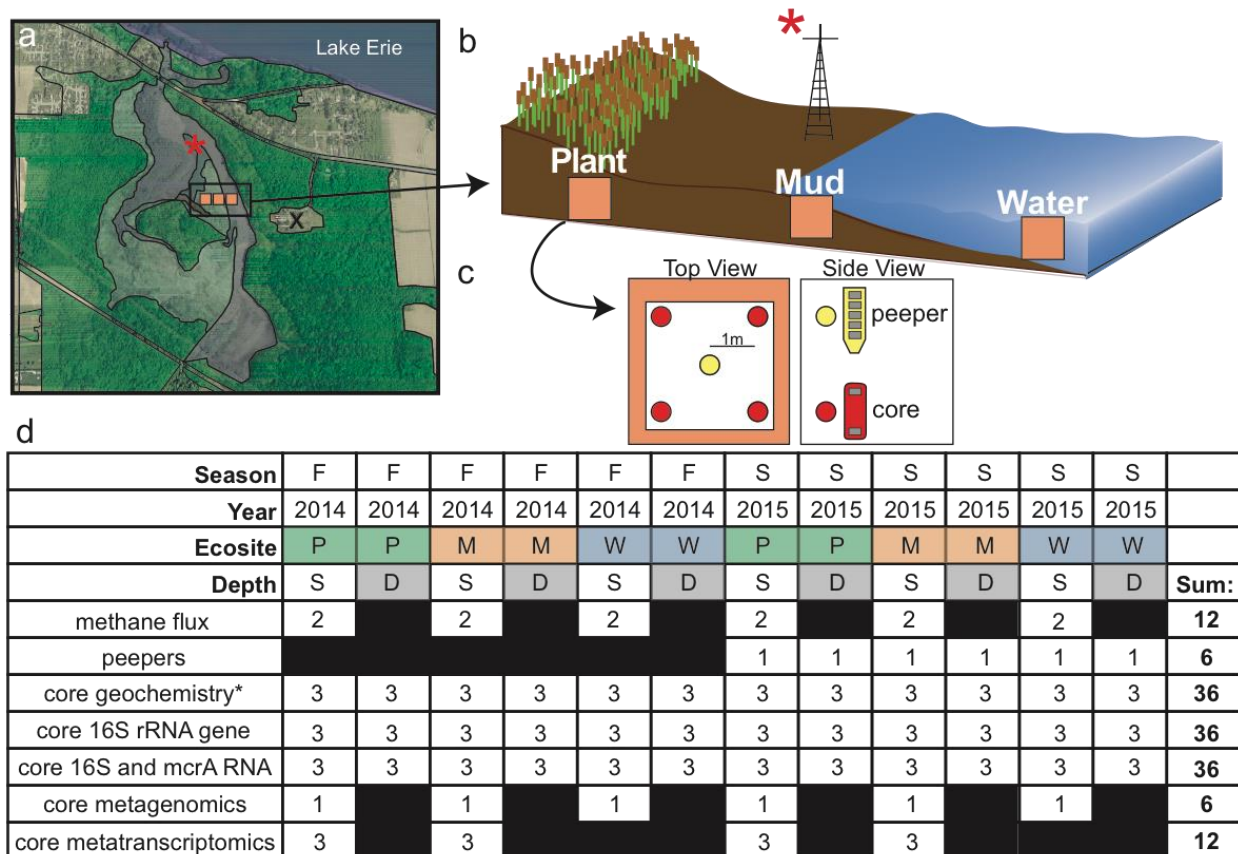 a
Lake Erie
*
X
b
*
Plant
Mud
Water
c
Top View
Side View
1m
peeper
core
d
Season F F F F F F S S S S S S
Year 2014 2014 2014 2014 2014 2014 2015 2015 2015 2015 2015 2015
Ecosite P P M M W W P P M M W W
Depth S D S D S D S D S D S D Sum:
methane flux 2 2 2 2 2 2 12
peepers 1 1 1 1 1 1 6
core geochemistry* 3 3 3 3 3 3 3 3 3 3 3 3 36
core 16S rRNA gene 3 3 3 3 3 3 3 3 3 3 3 3 36
core 16S and mcrA RNA 3 3 3 3 3 3 3 3 3 3 3 3 36
core metagenomics 1 1 1 1 1 1 6
core metatranscriptomics 3 3 3 3 12